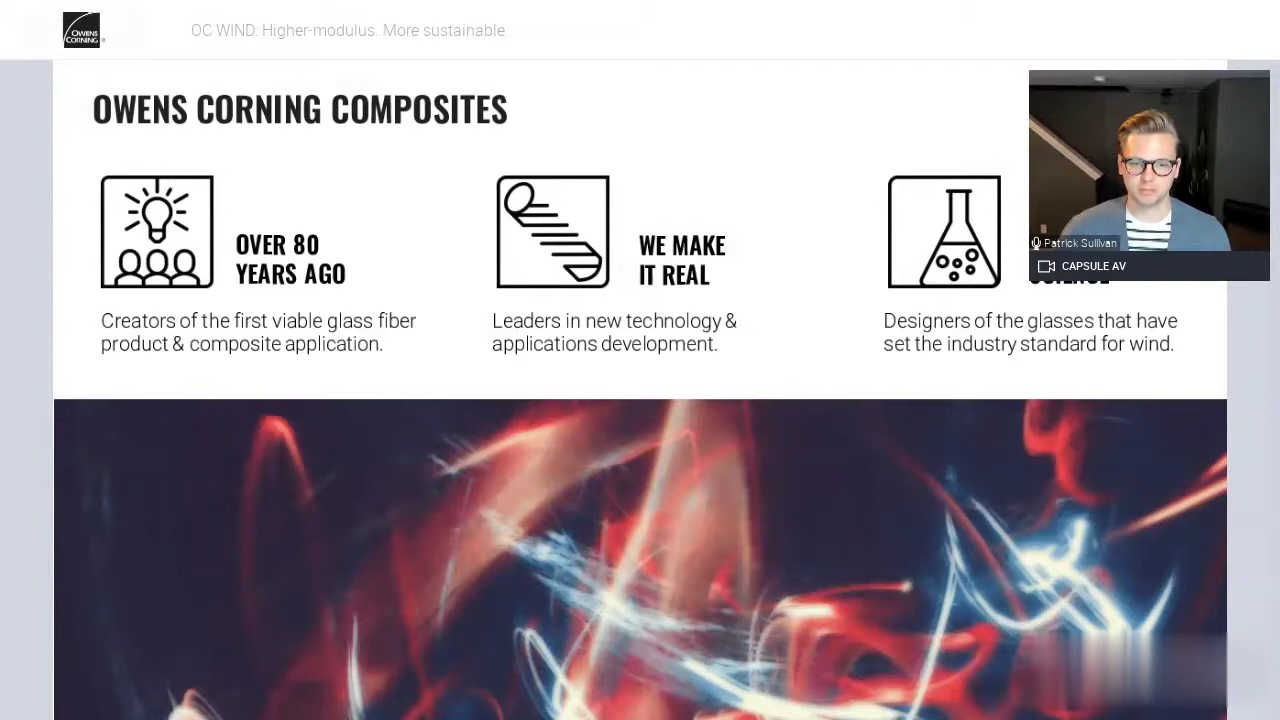 OWENS
CORNING
OC WIND: Higher-modulus. More sustainable
OWENS CORNING COMPOSITES
OVER 80
YEARS AGO
Creators of the first viable glass fiber
product & composite application.
WE MAKE
IT REAL
Leaders in new technology &
applications development.
SCIENCE
Designers of the glasses that have
set the industry standard for wind.
Patrick Sullivan
CAPSULE AV